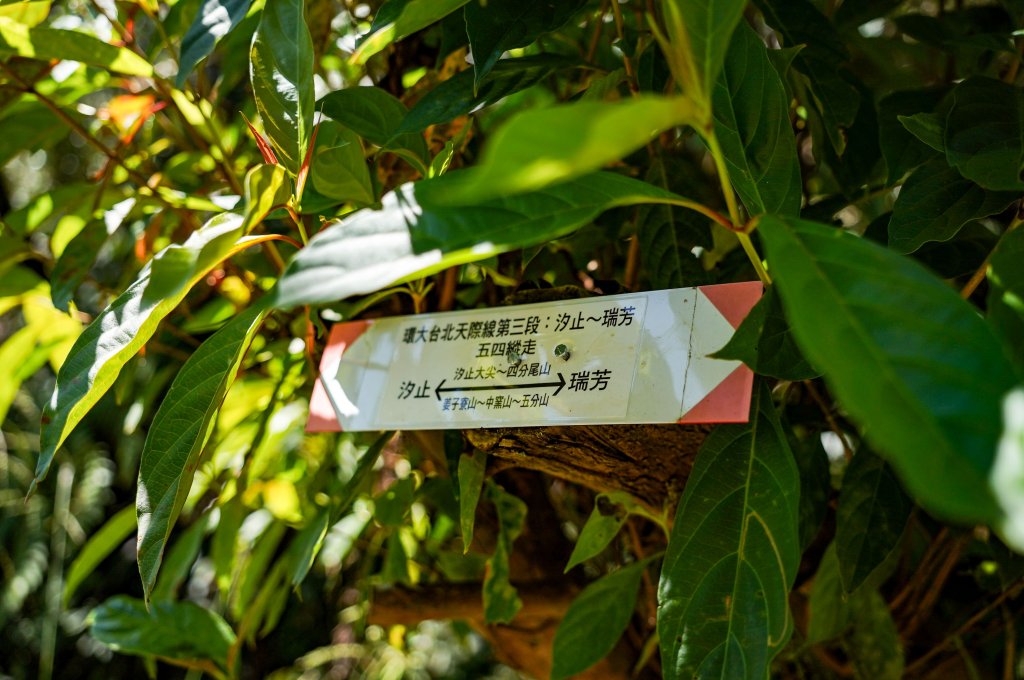 環大台北天際線第三段：汐止～瑞芳
五四縱走
汐止大尖～四分尾山
汐止⟷瑞芳
姜子寮山～中窯山～五分山